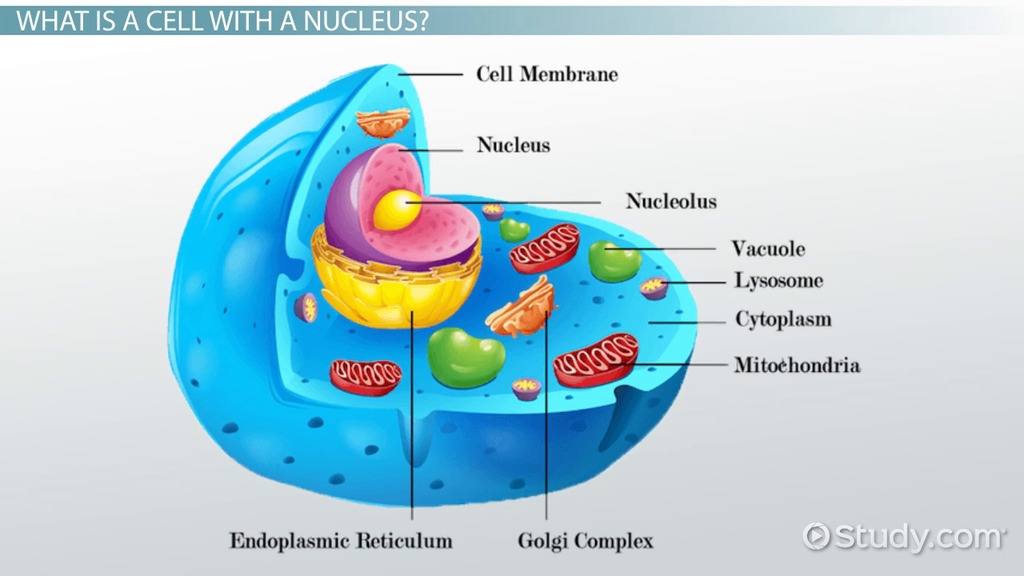 WHAT IS A CELL WITH A NUCLEUS?
Cell Membrane
Nucleus
Nucleolus
Vacuole
Lysosome
Cytoplasm
Mitochondria
Endoplasmic Reticulum
Golgi Complex
Study.com